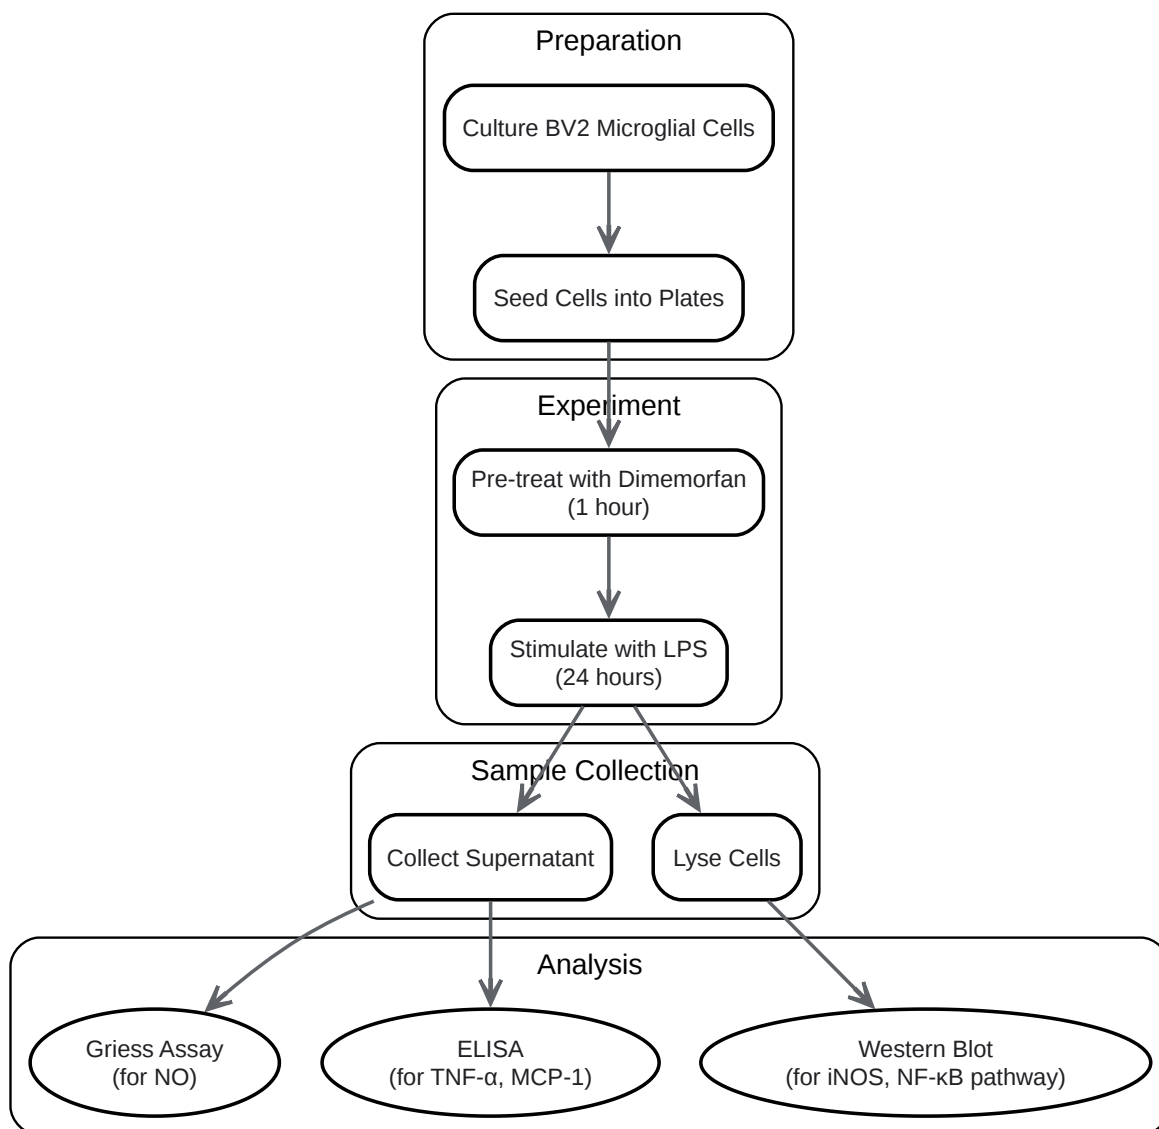 Preparation
Culture BV2 Microglial Cells
Seed Cells into Plates
Experiment
Pre-treat with Dimemorfan
(1 hour)
Stimulate with LPS
(24 hours)
Sample Collection
Collect Supernatant
Lyse Cells
Analysis
Griess Assay
(for NO)
ELISA
(for TNF-α, MCP-1)
Western Blot
(for iNOS, NF-κB pathway)